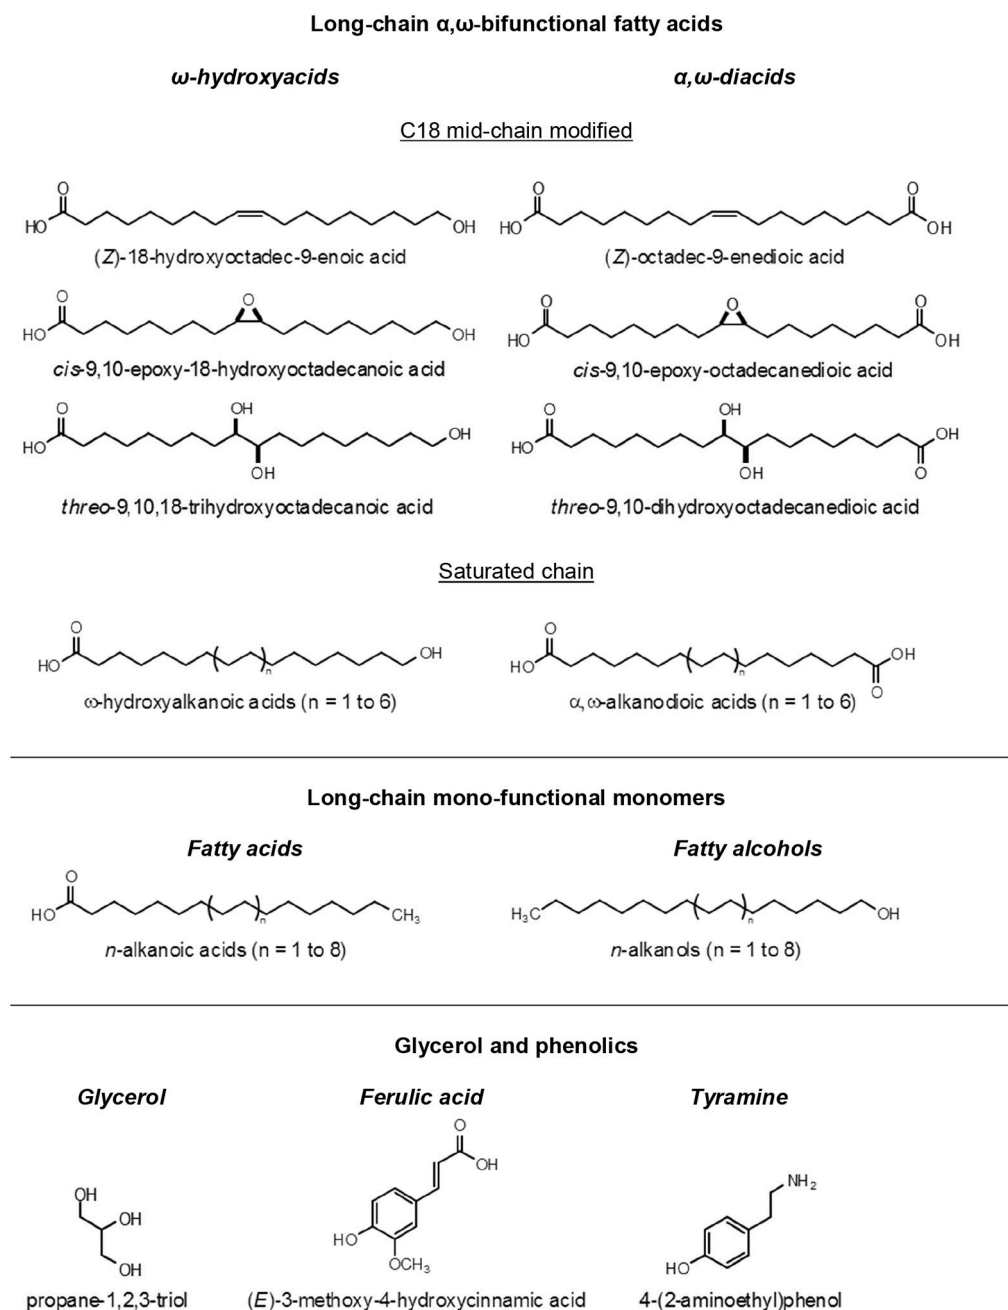 Long-chain α,ω-bifunctional fatty acids
ω-hydroxyacids α,ω-diacids
C18 mid-chain modified
O O O
HO OH HO OH
(Z)-18-hydroxyoctadec-9-enoic acid (Z)-octadec-9-enedioic acid
O O O O O
HO OH HO OH
cis-9,10-epoxy-18-hydroxyoctadecanoic acid cis-9,10-epoxy-octadecanedioic acid
O OH O OH
HO OH HO OH
OH OH O
threo-9,10,18-trihydroxyoctadecanoic acid threo-9,10-dihydroxyoctadecanedioic acid
Saturated chain
O O
HO ( )n OH HO ( )n OH
O
ω-hydroxyalkanoic acids (n = 1 to 6) α,ω-alkanodioic acids (n = 1 to 6)
Long-chain mono-functional monomers
Fatty acids Fatty alcohols
O
HO ( )n CH3 H3C ( )n OH
n-alkanoic acids (n = 1 to 8) n-alkanols (n = 1 to 8)
Glycerol and phenolics
Glycerol Ferulic acid Tyramine
O
OH
OH NH2
OH
HO
OCH3
OH HO
propane-1,2,3-triol (E)-3-methoxy-4-hydroxycinnamic acid 4-(2-aminoethyl)phenol